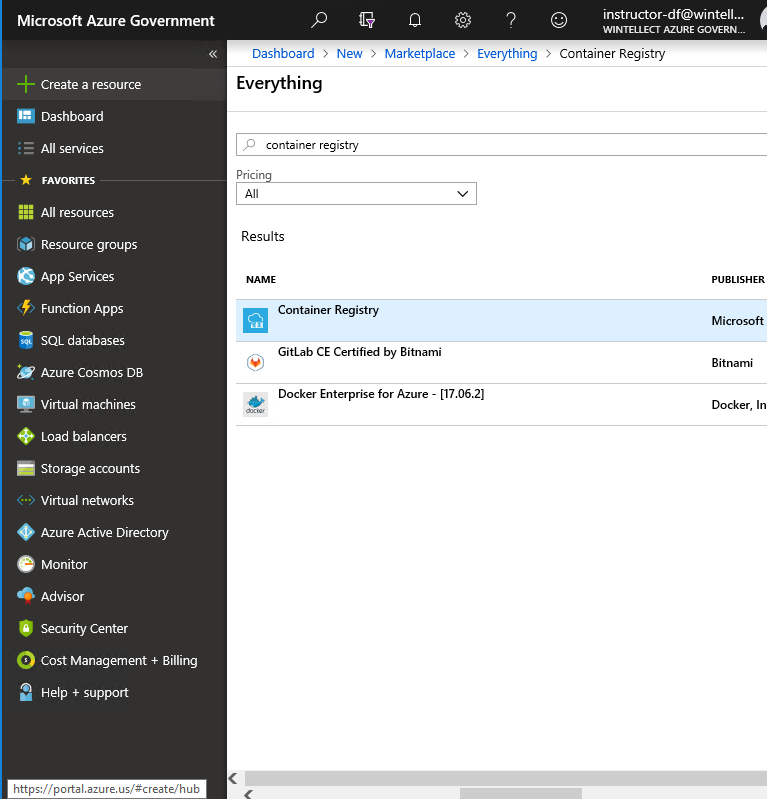 Microsoft Azure Government
instructor-df@wintell...
WINTELLECT AZURE GOVERN...
Dashboard > New > Marketplace > Everything > Container Registry
Everything
Create a resource
Dashboard
All services
FAVORITES
All resources
Resource groups
App Services
Function Apps
SQL databases
Azure Cosmos DB
Virtual machines
Load balancers
Storage accounts
Virtual networks
Azure Active Directory
Monitor
Advisor
Security Center
Cost Management + Billing
Help + support
https://portal.azure.us/#create/hub
container registry
Pricing
All
Results
NAME PUBLISHER
Container Registry Microsoft
GitLab CE Certified by Bitnami Bitnami
Docker Enterprise for Azure - [17.06.2] Docker, In